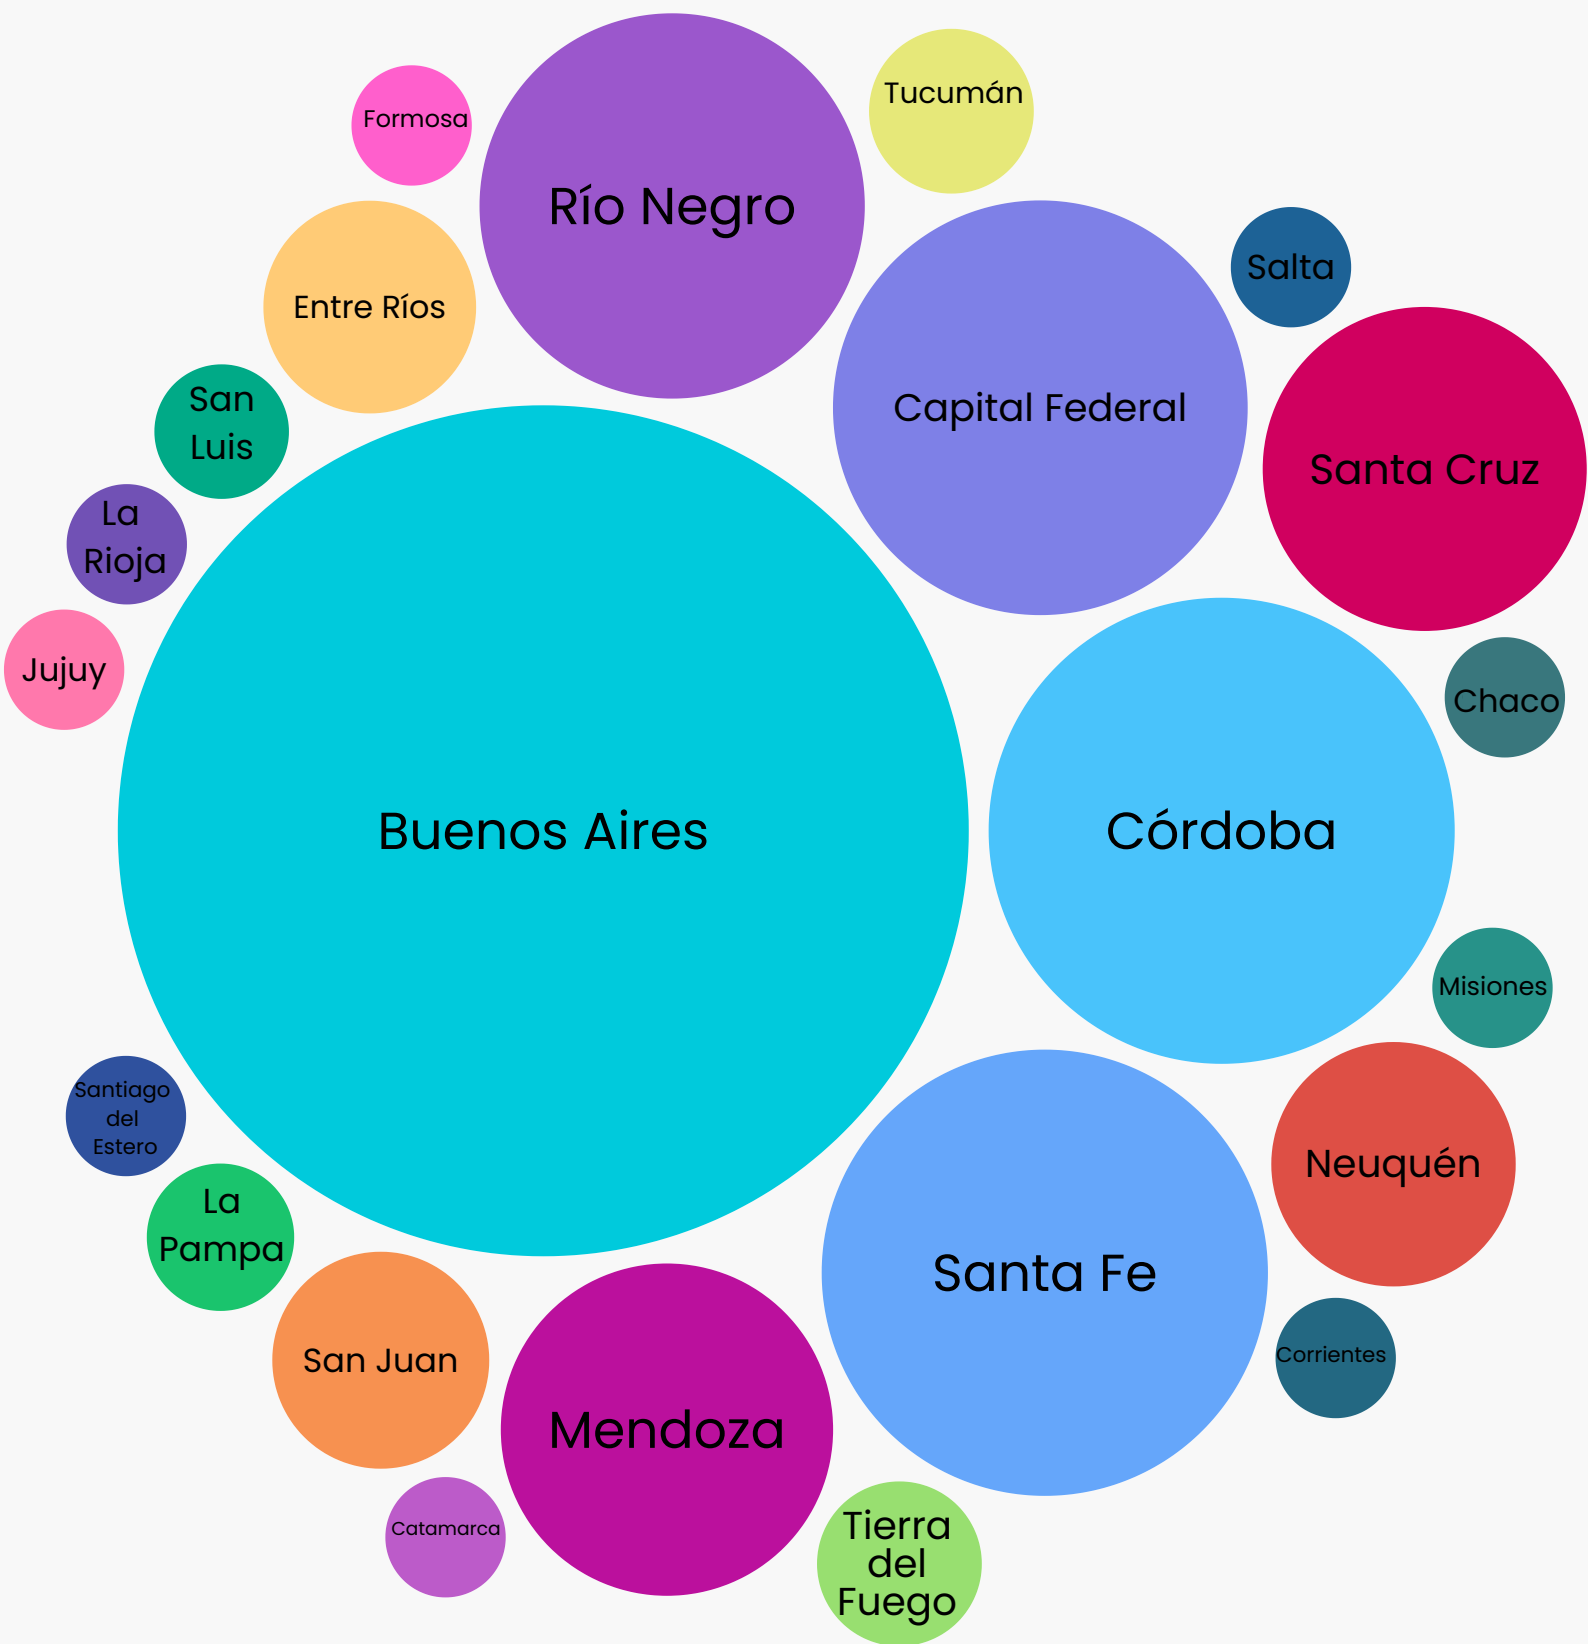 Tucumán
Formosa
Río Negro
Salta
Entre Ríos
San
Luis
Capital Federal
Santa Cruz
La
Rioja
Jujuy
Chaco
Buenos Aires
Córdoba
Misiones
Santiago
del
Estero
Neuquén
La
Pampa
Santa Fe
San Juan
Corrientes
Mendoza
Catamarca
Tierra
del
Fuego